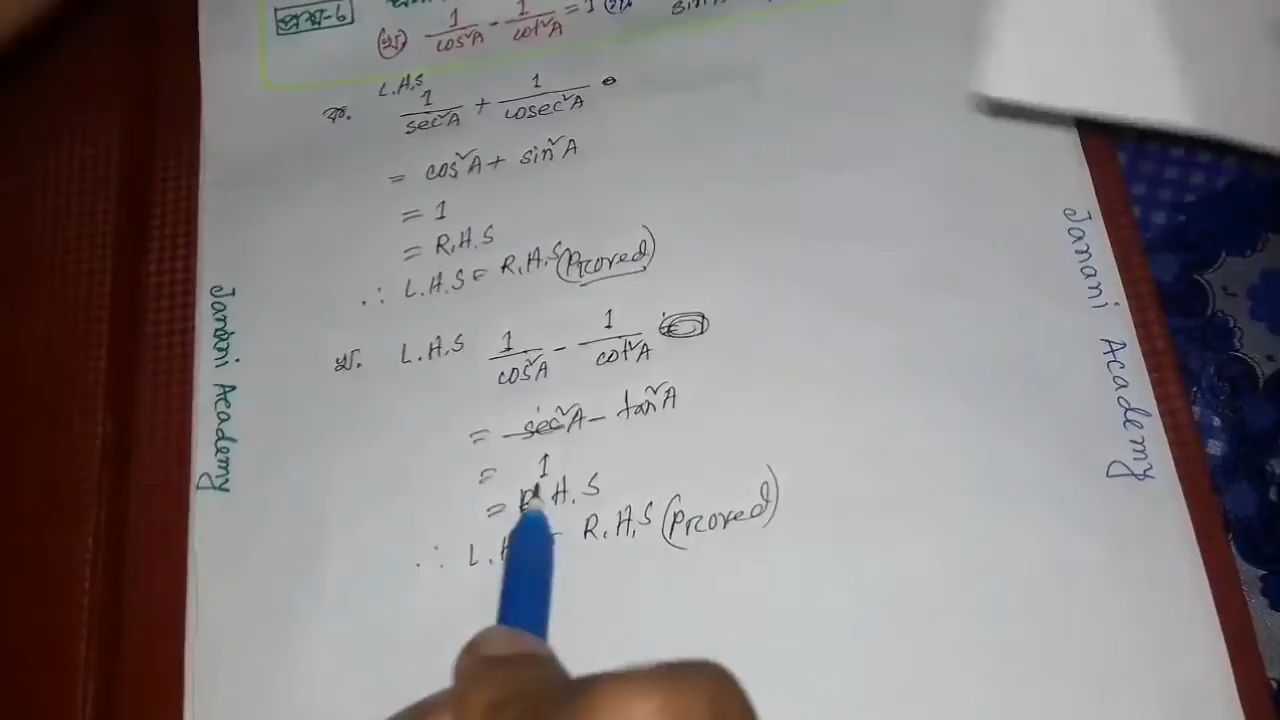 প্রশ্ন-৬
(খ) 1/cos²A - 1/cot²A = 1
ক. L.H.S
1/sec²A + 1/cosec²A
= cos²A + sin²A
= 1
= R.H.S
∴ L.H.S = R.H.S (Proved)
খ. L.H.S 1/cos²A - 1/cot²A
= sec²A - tan²A
= 1
= R.H.S
∴ L.H R.H.S (Proved)
Janani Academy
Janani Academy